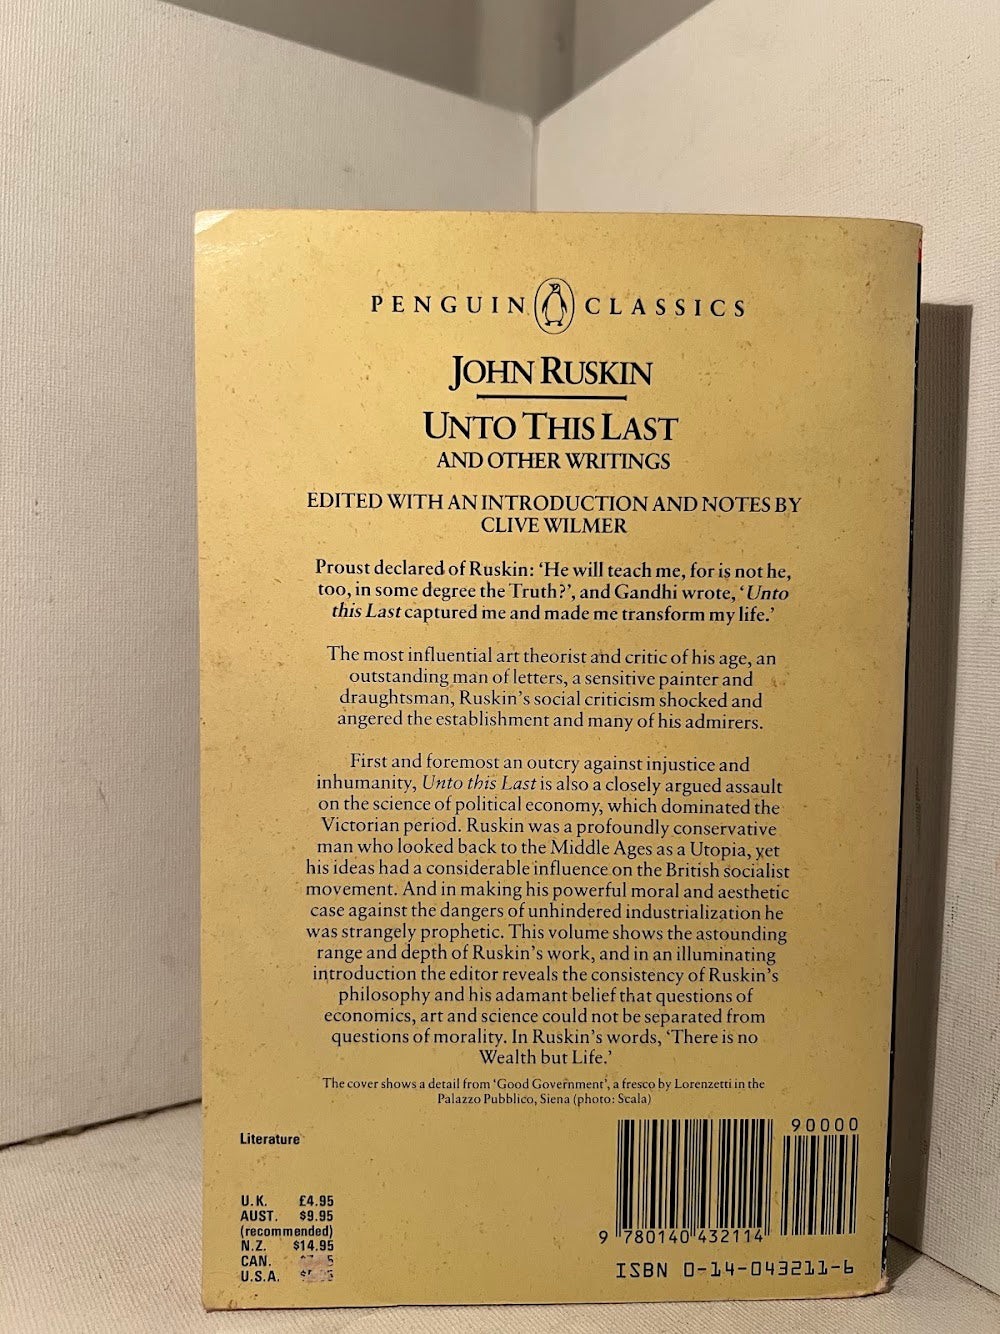 PENGUIN CLASSICS
JOHN RUSKIN
UNTO THIS LAST
AND OTHER WRITINGS
EDITED WITH AN INTRODUCTION AND NOTES BY
CLIVE WILMER
Proust declared of Ruskin: ‘He will teach me, for is not he,
too, in some degree the Truth?’, and Gandhi wrote, ‘Unto
this Last captured me and made me transform my life.’
The most influential art theorist and critic of his age, an
outstanding man of letters, a sensitive painter and
draughtsman, Ruskin’s social criticism shocked and
angered the establishment and many of his admirers.
First and foremost an outcry against injustice and
inhumanity, Unto this Last is also a closely argued assault
on the science of political economy, which dominated the
Victorian period. Ruskin was a profoundly conservative
man who looked back to the Middle Ages as a Utopia, yet
his ideas had a considerable influence on the British socialist
movement. And in making his powerful moral and aesthetic
case against the dangers of unhindered industrialization he
was strangely prophetic. This volume shows the astounding
range and depth of Ruskin’s work, and in an illuminating
introduction the editor reveals the consistency of Ruskin’s
philosophy and his adamant belief that questions of
economics, art and science could not be separated from
questions of morality. In Ruskin’s words, ‘There is no
Wealth but Life.’
The cover shows a detail from ‘Good Government’, a fresco by Lorenzetti in the
Palazzo Pubblico, Siena (photo: Scala)
Literature
U.K. £4.95
AUST. $9.95
(recommended)
N.Z. $14.95
CAN.
U.S.A.
90000
9 780140 432114
ISBN 0-14-043211-6